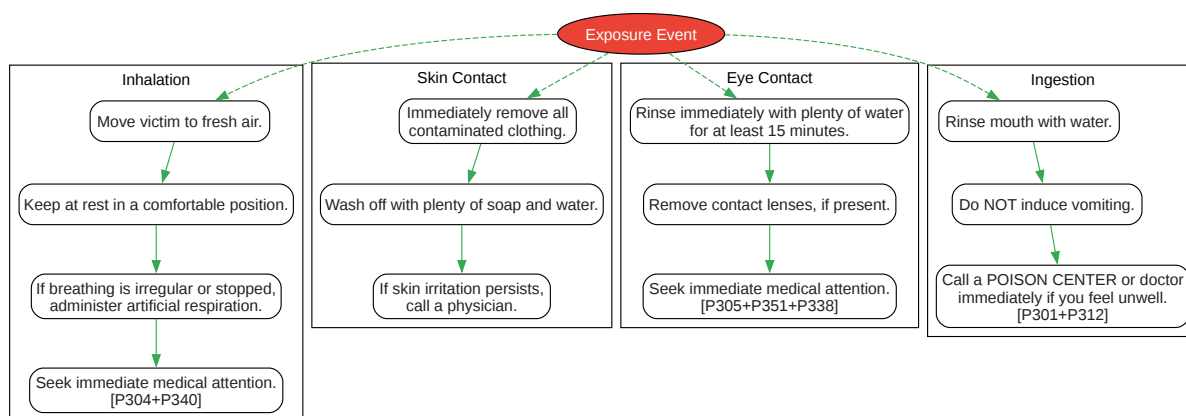 Exposure Event
Inhalation
Move victim to fresh air.
Keep at rest in a comfortable position.
If breathing is irregular or stopped,
administer artificial respiration.
Seek immediate medical attention.
[P304+P340]
Skin Contact
Immediately remove all
contaminated clothing.
Wash off with plenty of soap and water.
If skin irritation persists,
call a physician.
Eye Contact
Rinse immediately with plenty of water
for at least 15 minutes.
Remove contact lenses, if present.
Seek immediate medical attention.
[P305+P351+P338]
Ingestion
Rinse mouth with water.
Do NOT induce vomiting.
Call a POISON CENTER or doctor
immediately if you feel unwell.
[P301+P312]